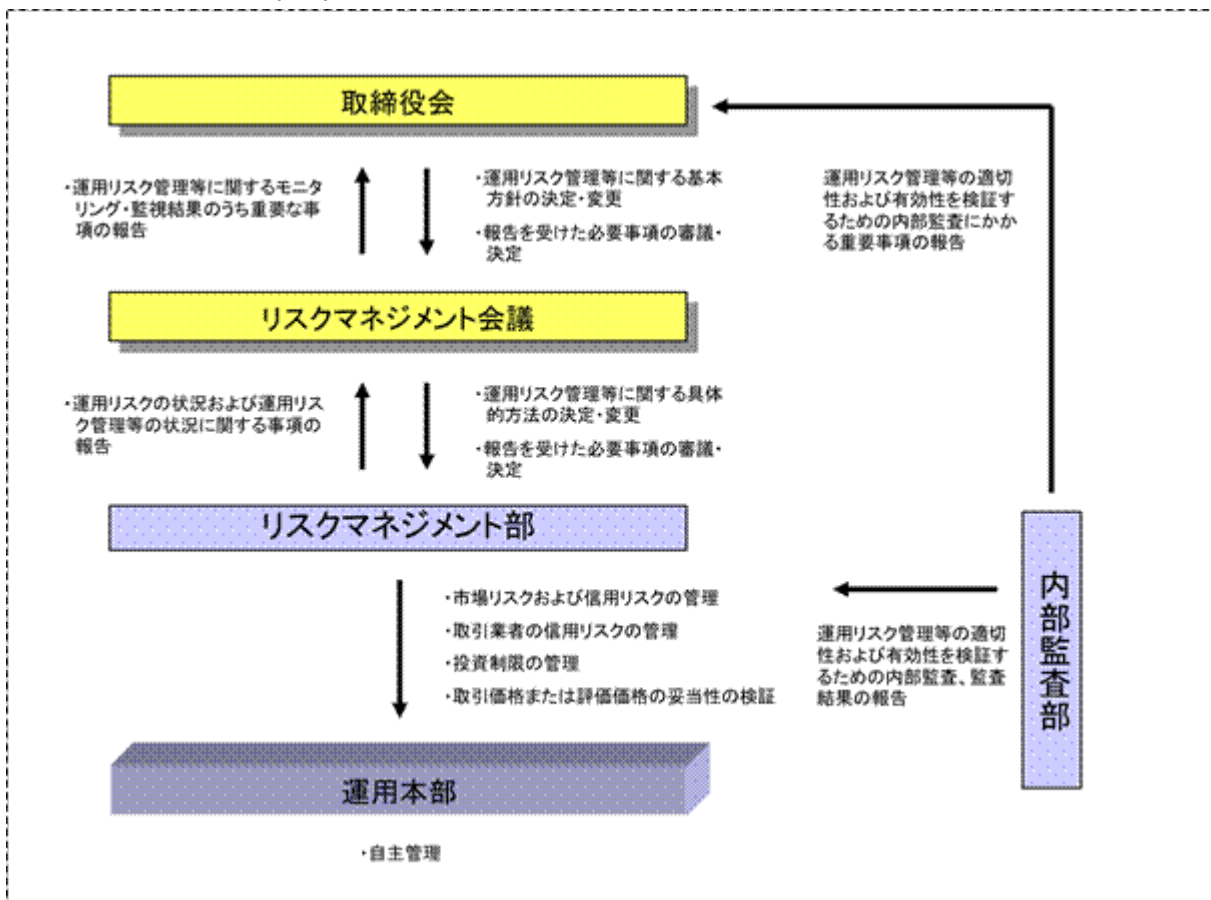 取締役会
・運用リスク管理等に関するモニ
タリング・監視結果のうち重要な事
項の報告
・運用リスク管理等に関する基本
方針の決定・変更
・報告を受けた必要事項の審議・
決定
運用リスク管理等の適切
性および有効性を検証す
るための内部監査にかか
る重要事項の報告
リスクマネジメント会議
・運用リスクの状況および運用リス
ク管理等の状況に関する事項の
報告
・運用リスク管理等に関する具体
的方法の決定・変更
・報告を受けた必要事項の審議・
決定
リスクマネジメント部
・市場リスクおよび信用リスクの管理
・取引業者の信用リスクの管理
・投資制限の管理
・取引価格または評価価格の妥当性の検証
運用リスク管理等の適切
性および有効性を検証す
るための内部監査、監査
結果の報告
内部監査部
運用本部
・自主管理